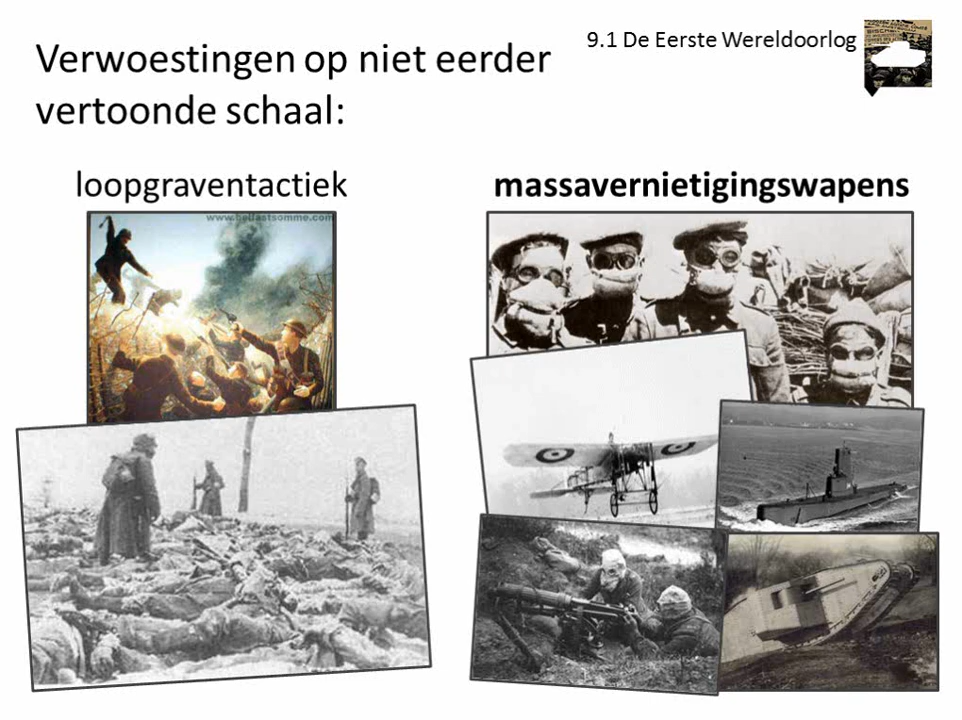 9.1 De Eerste Wereldoorlog
Verwoestingen op niet eerder
vertoonde schaal:
loopgraventactiek
massavernietigingswapens
www.belfastsomme.com